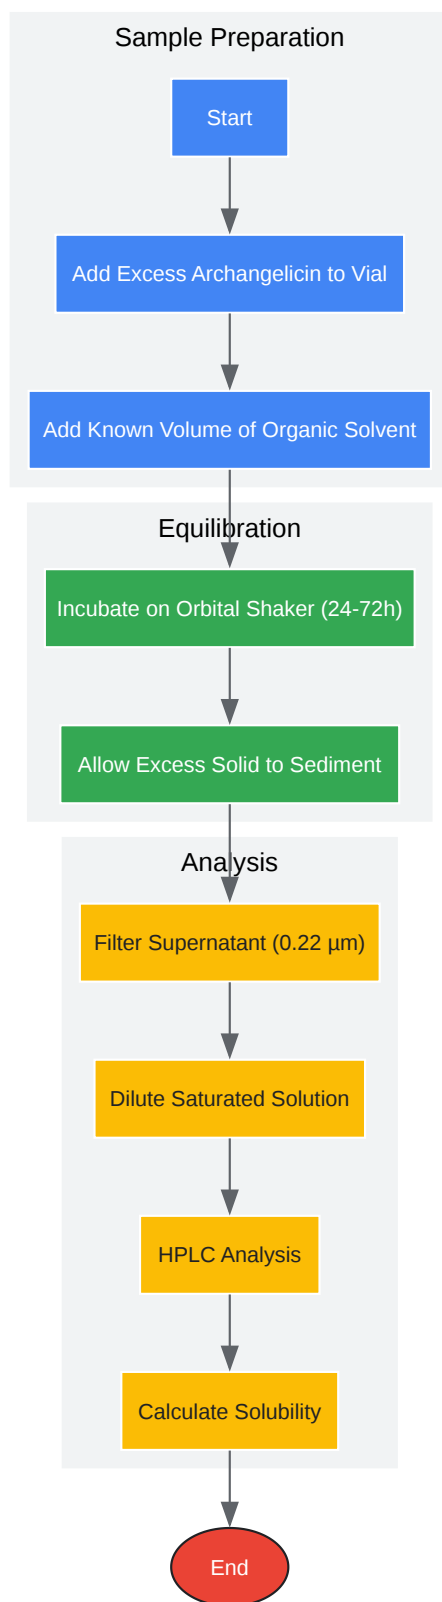 Sample Preparation
Start
Add Excess Archangelicin to Vial
Add Known Volume of Organic Solvent
Equilibration
Incubate on Orbital Shaker (24-72h)
Allow Excess Solid to Sediment
Analysis
Filter Supernatant (0.22 µm)
Dilute Saturated Solution
HPLC Analysis
Calculate Solubility
End